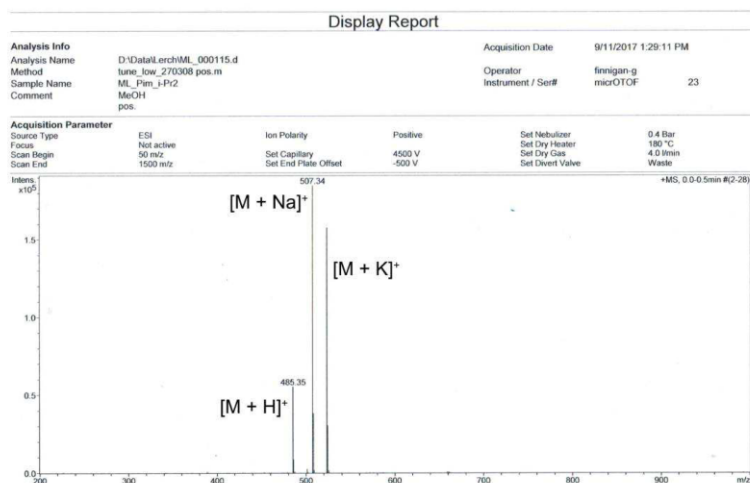 Display Report
Analysis Info
Acquisition Date 9/11/2017 1:29:11 PM
Analysis Name D:\Data\Lerch\ML_000115.d
Method tune_low_270308 pos.m
Operator finnigan-g
Sample Name ML_Pim_i-Pr2
Instrument / Ser# micrOTOF 23
Comment MeOH
pos.
Acquisition Parameter
Source Type ESI Ion Polarity Positive Set Nebulizer 0.4 Bar
Focus Not active Set Dry Heater 180 °C
Scan Begin 50 m/z Set Capillary 4500 V Set Dry Gas 4.0 l/min
Scan End 1500 m/z Set End Plate Offset -500 V Set Divert Valve Waste
Intens.
x10⁵
507.34
+MS, 0.0-0.5min #(2-28)
[M + Na]⁺
1.5
[M + K]⁺
1.0
485.35
0.5
[M + H]⁺
0.0
200 300 400 500 600 700 800 900 m/z